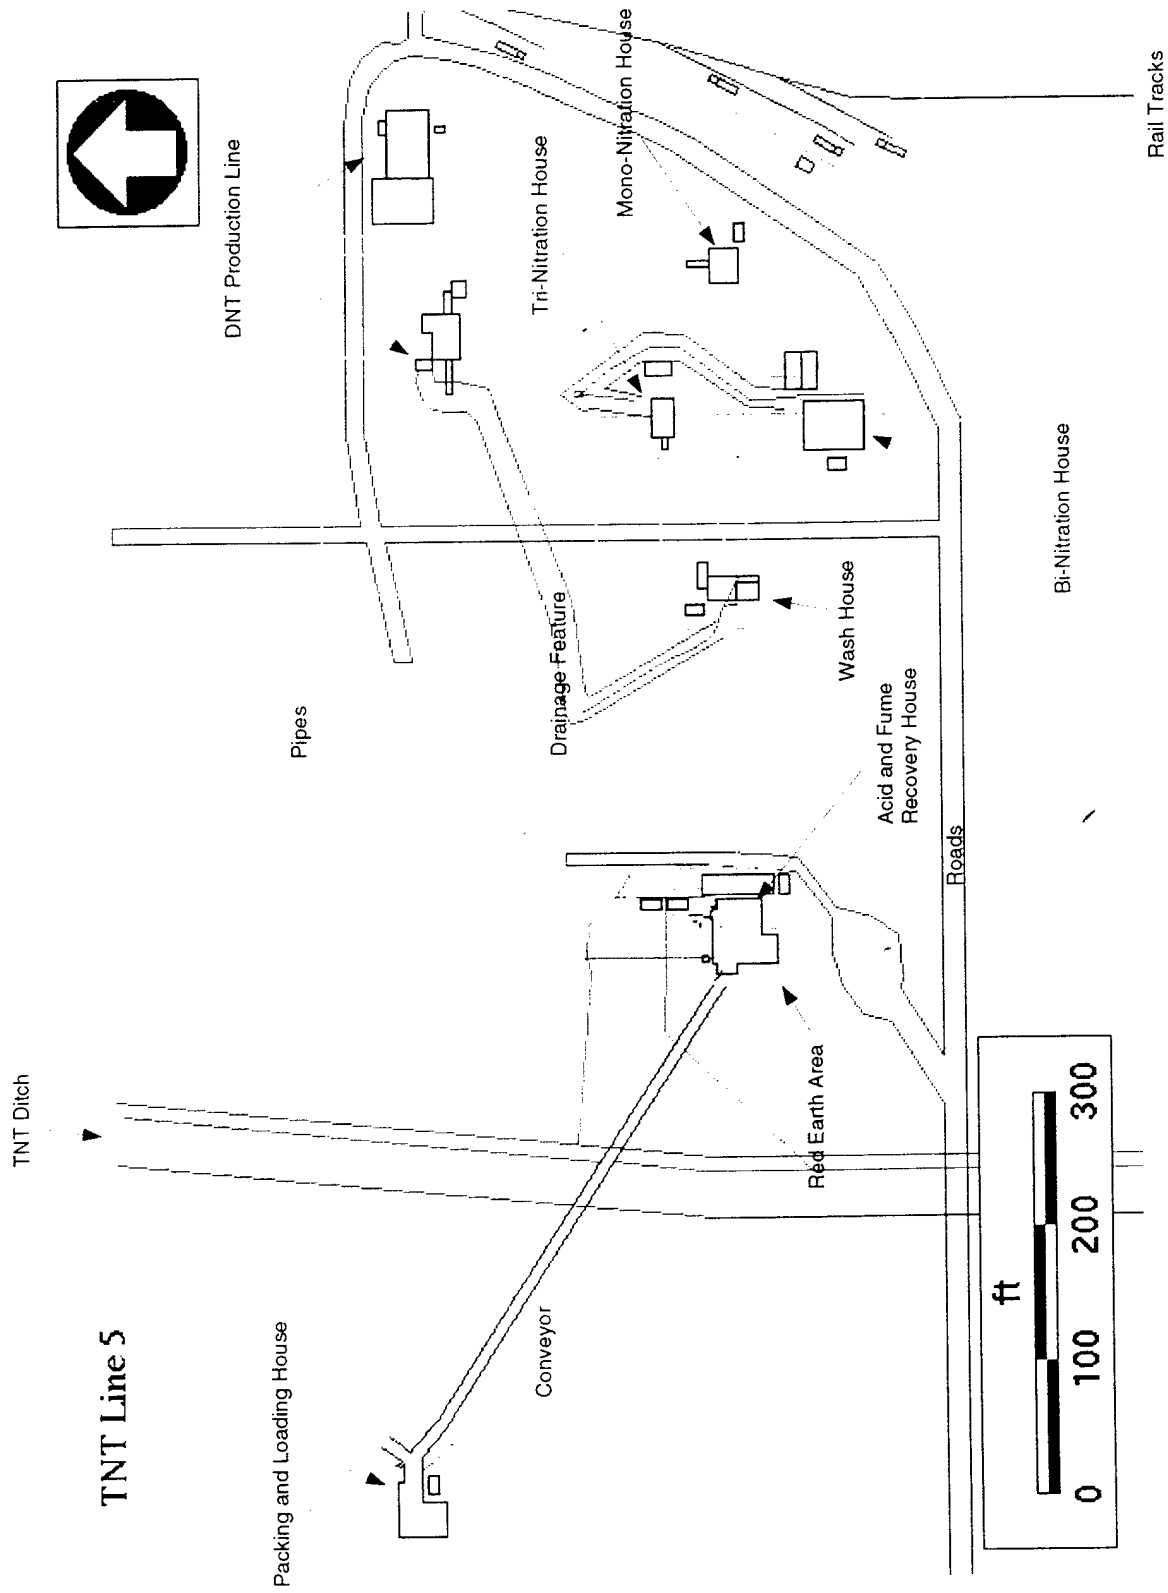 TNT Line 5
TNT Ditch
Packing and Loading House
Conveyor
Pipes
DNT Production Line
Drainage Feature
Tri-Nitration House
Mono-Nitration House
Red Earth Area
Acid and Fume
Recovery House
Wash House
Roads
Bi-Nitration House
Rail Tracks
ft
0 100 200 300